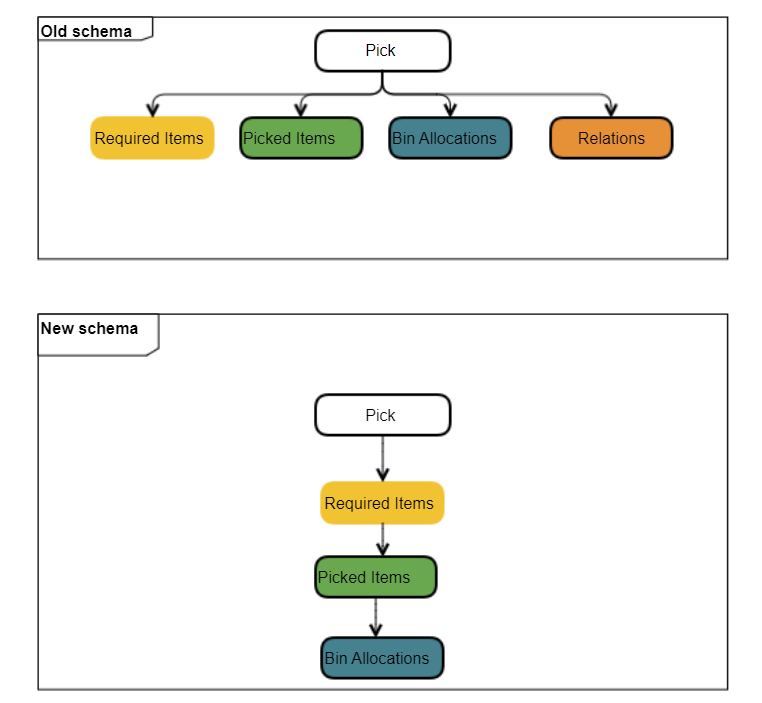 Old schema
Pick
Required Items
Picked Items
Bin Allocations
Relations
New schema
Pick
Required Items
Picked Items
Bin Allocations